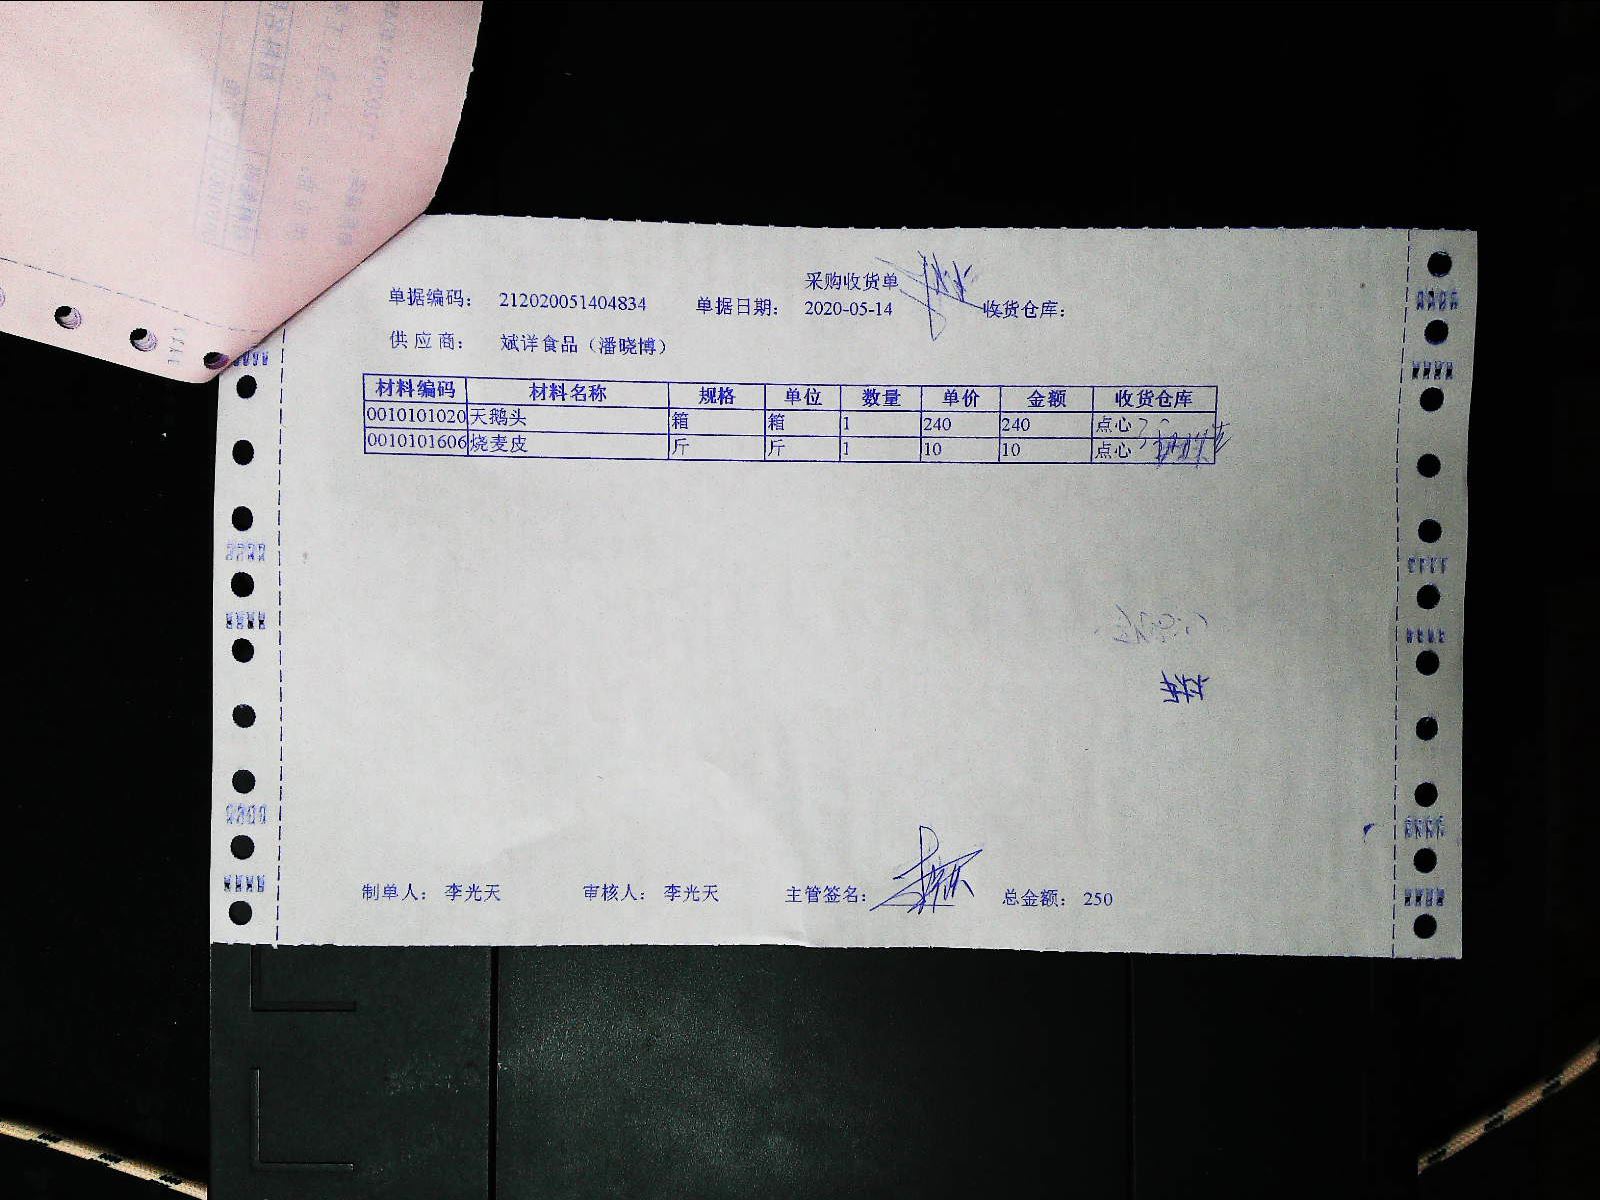 采购收货单
单据编码： 212020051404834 单据日期： 2020-05-14 收货仓库：
供应商： 斌洋食品（潘晓博）
材料编码 材料名称 规格 单位 数量 单价 金额 收货仓库
0010101020 天鹅头 箱 箱 1 240 240 点心
0010101606 烧麦皮 斤 斤 1 10 10 点心
制单人： 李光天 审核人： 李光天 主管签名： 总金额： 250